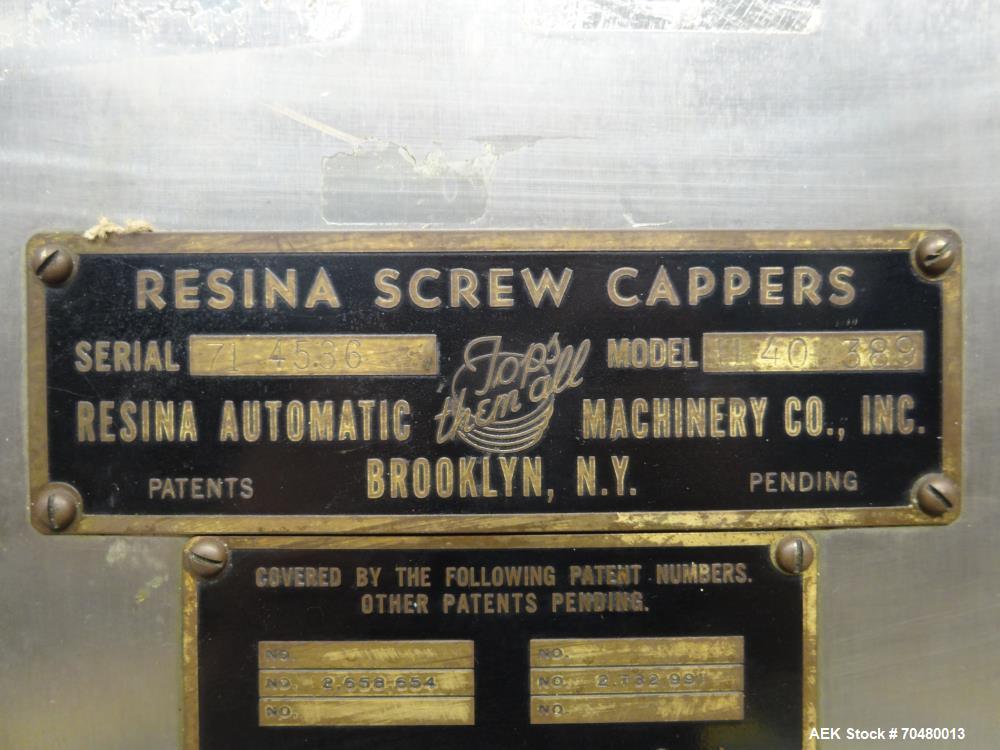 RESINA SCREW CAPPERS
SERIAL 71 4536 Tops them all MODEL 40 389
RESINA AUTOMATIC MACHINERY CO., INC.
PATENTS BROOKLYN, N.Y. PENDING
COVERED BY THE FOLLOWING PATENT NUMBERS.
OTHER PATENTS PENDING.
NO. NO.
NO. 2.658.654 NO. 2.732.991
NO. NO.
AEK Stock # 70480013